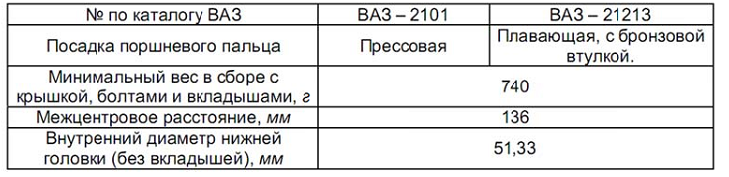 № по каталогу ВАЗ ВАЗ – 2101 ВАЗ – 21213
Посадка поршневого пальца Прессовая Плавающая, с бронзовой
втулкой.
Минимальный вес в сборе с
крышкой, болтами и вкладышами, г 740
Межцентровое расстояние, мм 136
Внутренний диаметр нижней
головки (без вкладышей), мм 51,33